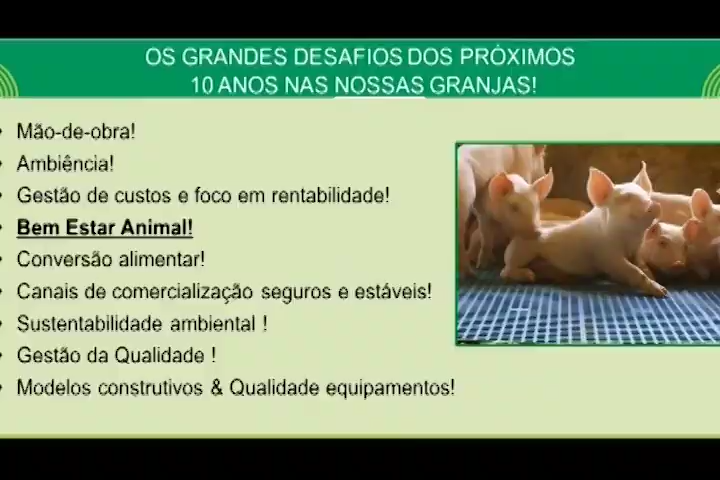 OS GRANDES DESAFIOS DOS PRÓXIMOS
10 ANOS NAS NOSSAS GRANJAS!
• Mão-de-obra!
• Ambiência!
• Gestão de custos e foco em rentabilidade!
• Bem Estar Animal!
• Conversão alimentar!
• Canais de comercialização seguros e estáveis!
• Sustentabilidade ambiental !
• Gestão da Qualidade !
• Modelos construtivos & Qualidade equipamentos!